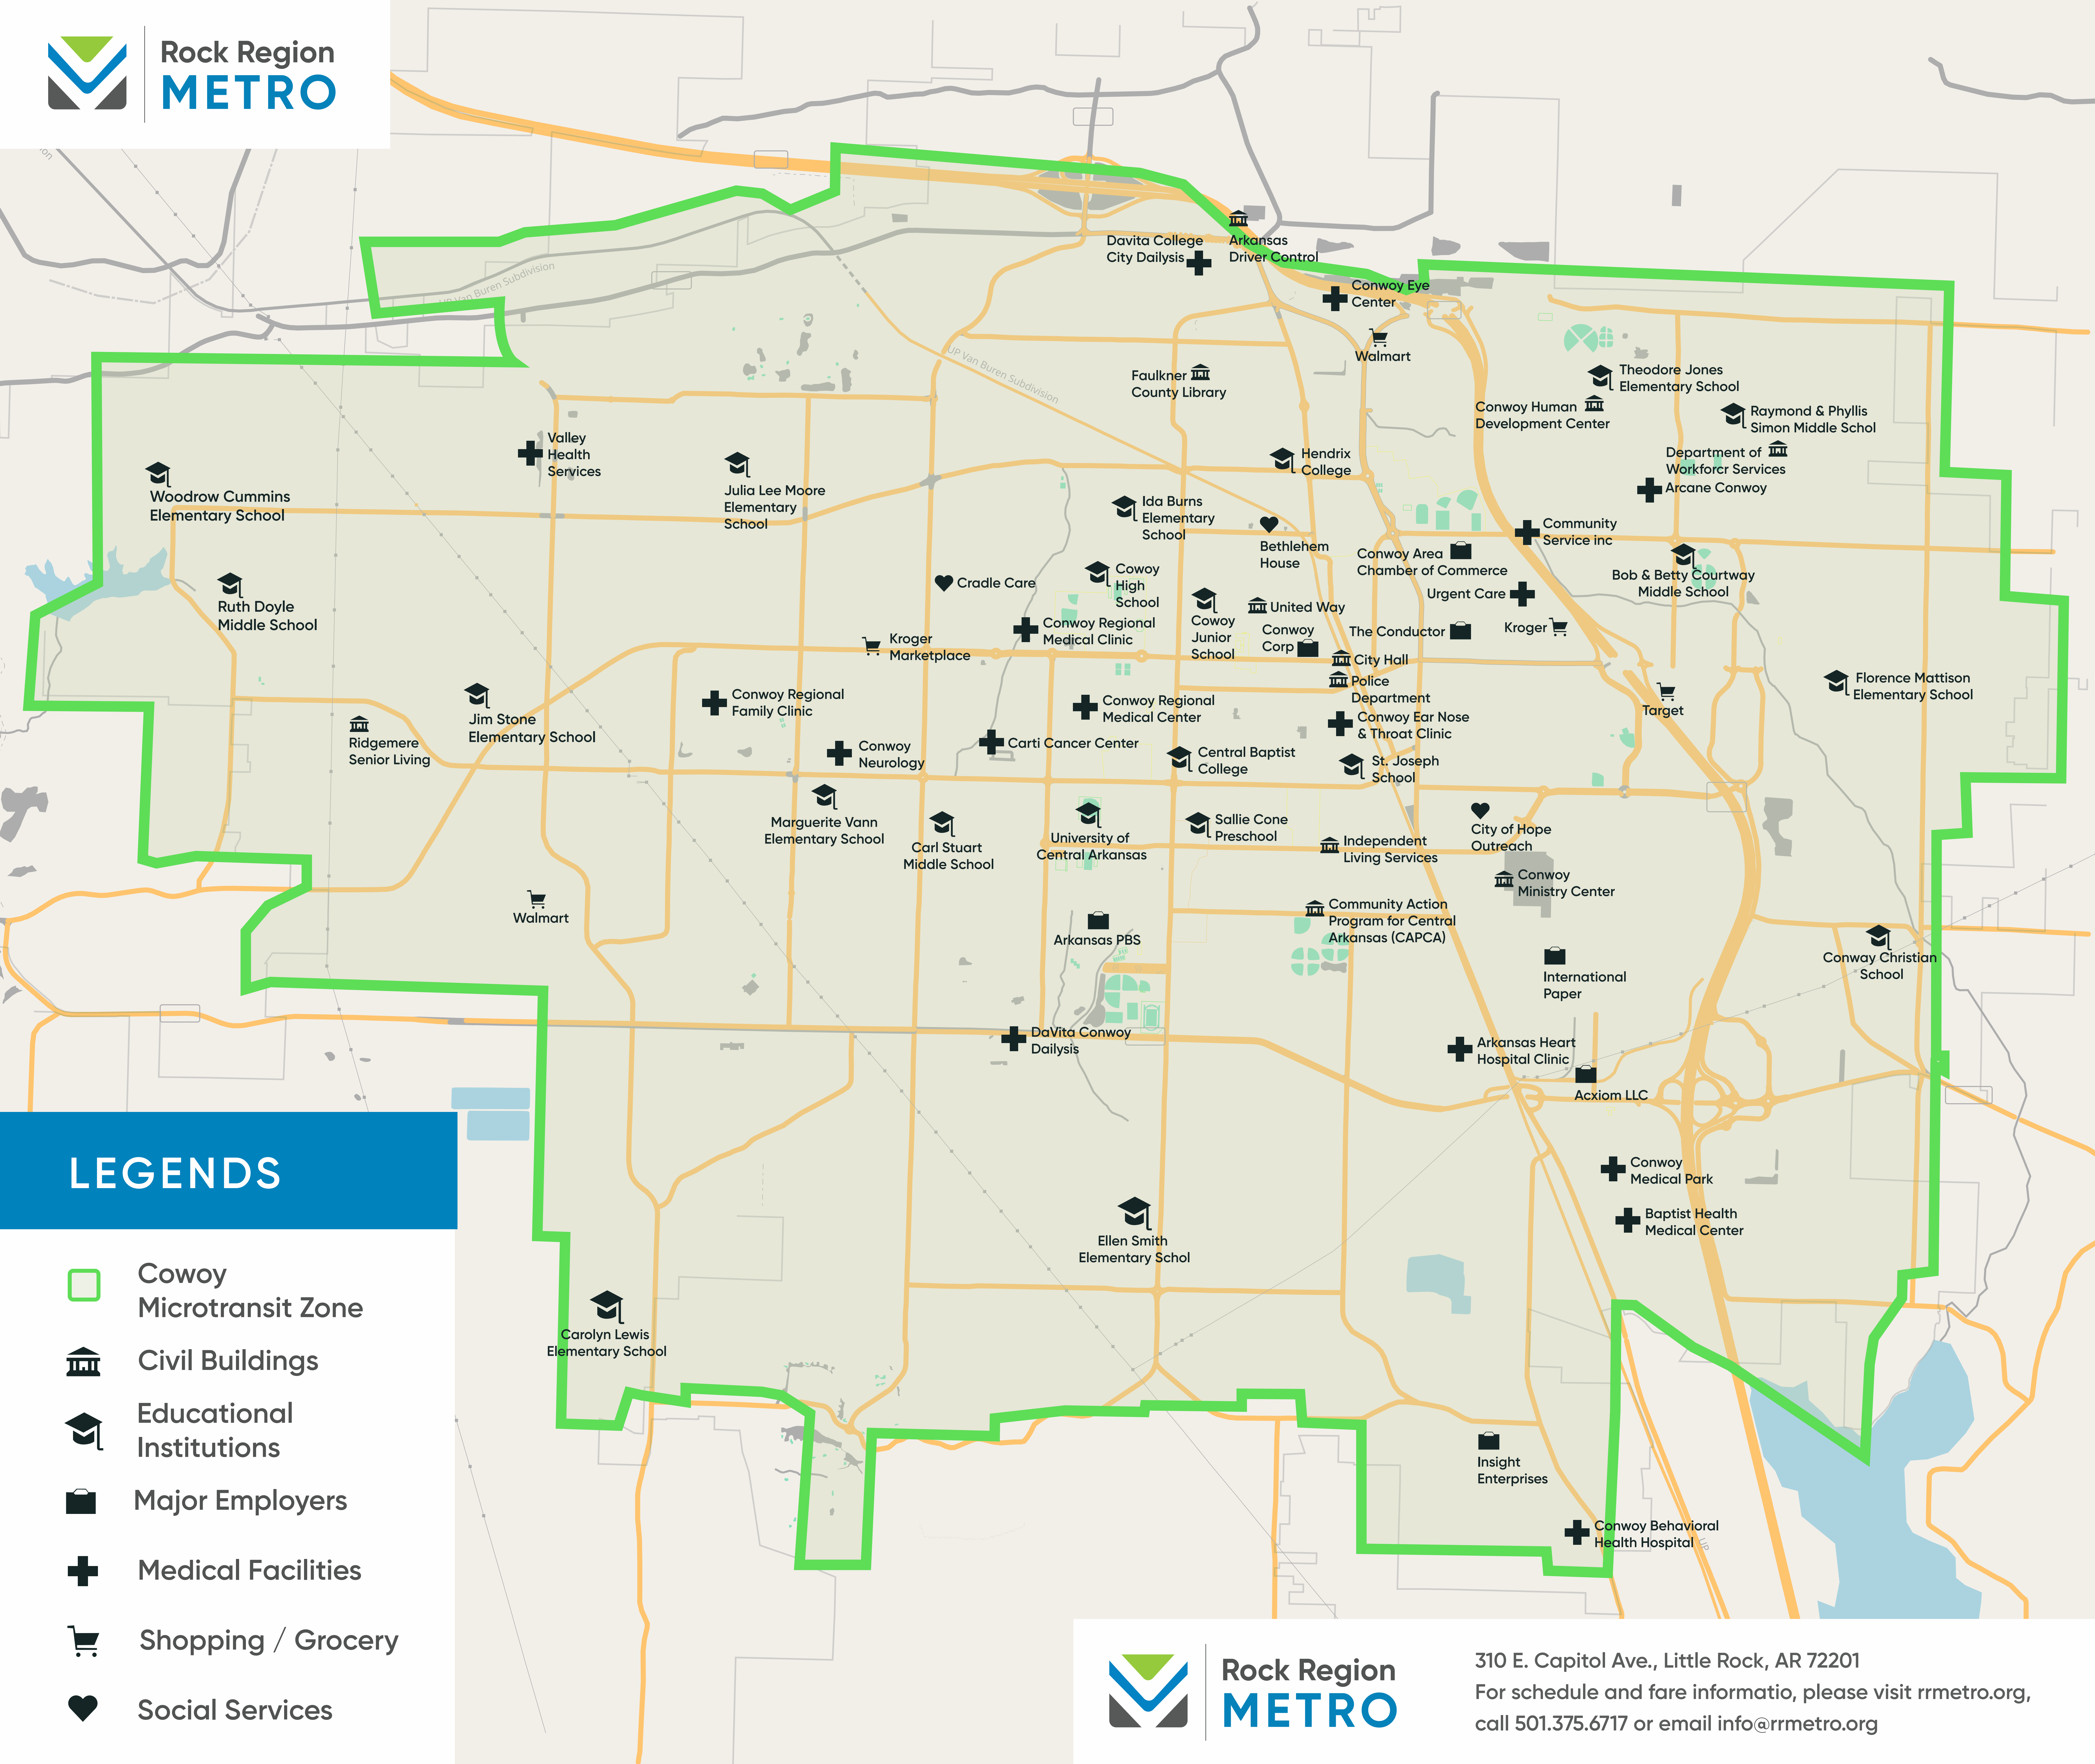 Rock Region
METRO
on
UP Van Buren Subdivision
Davita College
City Dailysis
Arkansas
Driver Control
Conwoy Eye
Center
Walmart
UP Van Buren Subdivision
Faulkner
County Library
Theodore Jones
Elementary School
Conwoy Human
Development Center
Raymond & Phyllis
Simon Middle Schol
Valley
Health
Services
Julia Lee Moore
Elementary
School
Hendrix
College
Department of
Workforcr Services
Arcane Conwoy
Woodrow Cummins
Elementary School
Ida Burns
Elementary
School
Bethlehem
House
Community
Service inc
Conwoy Area
Chamber of Commerce
Bob & Betty Courtway
Middle School
Cradle Care
Cowoy
High
School
Urgent Care
Ruth Doyle
Middle School
Conwoy Regional
Medical Clinic
Cowoy
Junior
School
United Way
Conwoy
Corp
The Conductor
Kroger
Kroger
Marketplace
City Hall
Police
Department
Florence Mattison
Elementary School
Target
Jim Stone
Elementary School
Conwoy Regional
Family Clinic
Conwoy Regional
Medical Center
Conwoy Ear Nose
& Throat Clinic
Ridgemere
Senior Living
Conwoy
Neurology
Carti Cancer Center
Central Baptist
College
St. Joseph
School
Marguerite Vann
Elementary School
Carl Stuart
Middle School
University of
Central Arkansas
Sallie Cone
Preschool
Independent
Living Services
City of Hope
Outreach
Conwoy
Ministry Center
Walmart
Arkansas PBS
Community Action
Program for Central
Arkansas (CAPCA)
International
Paper
Conway Christian
School
DaVita Conwoy
Dailysis
Arkansas Heart
Hospital Clinic
Acxiom LLC
Conwoy
Medical Park
Baptist Health
Medical Center
Ellen Smith
Elementary Schol
Carolyn Lewis
Elementary School
Insight
Enterprises
Conwoy Behavioral
Health Hospital
UP
LEGENDS
Cowoy
Microtransit Zone
Civil Buildings
Educational
Institutions
Major Employers
Medical Facilities
Shopping / Grocery
Social Services
Rock Region
METRO
310 E. Capitol Ave., Little Rock, AR 72201
For schedule and fare informatio, please visit rrmetro.org,
call 501.375.6717 or email info@rrmetro.org